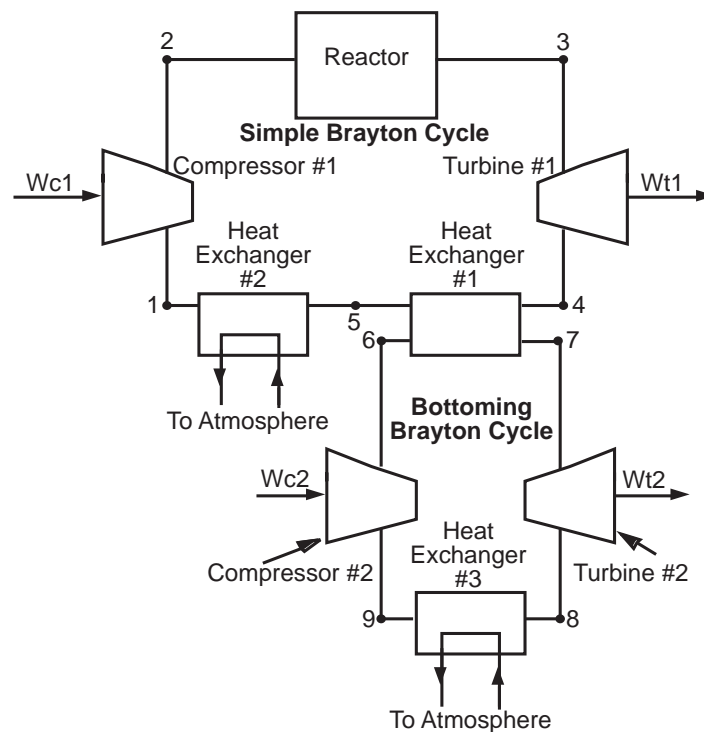 2
3
Reactor
Simple Brayton Cycle
Compressor #1
Turbine #1
Wc1
Wt1
Heat
Exchanger
#2
Heat
Exchanger
#1
1
5
4
6
7
To Atmosphere
Bottoming
Brayton Cycle
Wc2
Wt2
Heat
Exchanger
#3
Compressor #2
Turbine #2
9
8
To Atmosphere